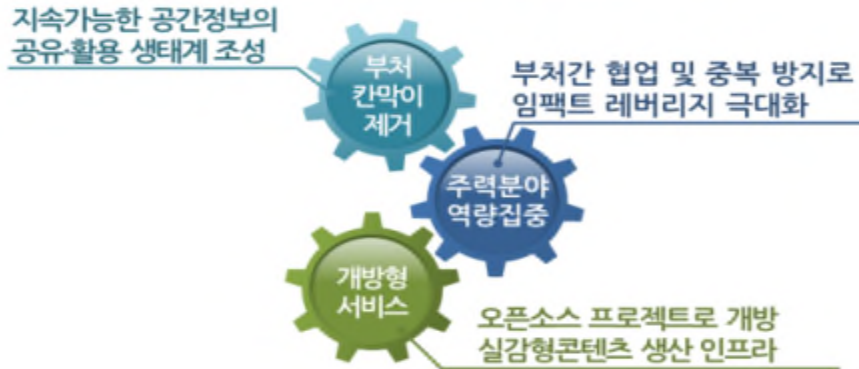 지속가능한 공간정보의
공유·활용 생태계 조성
부처
칸막이
제거
부처간 협업 및 중복 방지로
임팩트 레버리지 극대화
주력분야
역량집중
개방형
서비스
오픈소스 프로젝트로 개방
실감형콘텐츠 생산 인프라